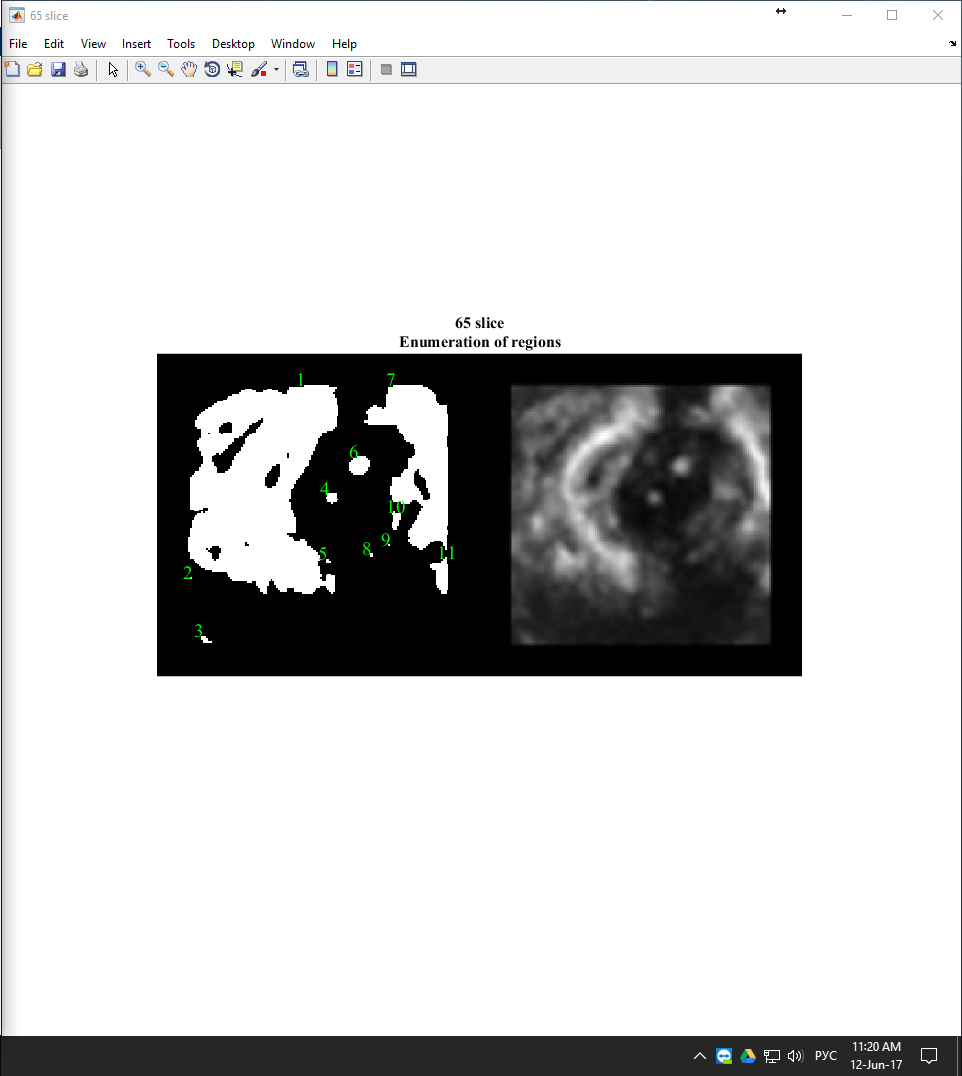 65 slice
File Edit View Insert Tools Desktop Window Help
65 slice
Enumeration of regions
1 7
6
4
10
9
5 8 11
2
3
РУС 11:20 AM
12-Jun-17